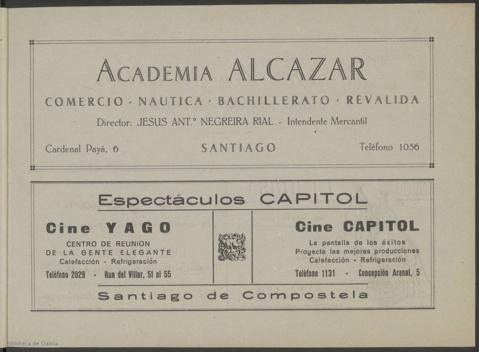 ACADEMIA ALCAZAR
COMERCIO · NAUTICA · BACHILLERATO · REVALIDA
Director: JESUS ANT.º NEGREIRA RIAL - Intendente Mercantil
Cardenal Payá, 6 SANTIAGO Teléfono 1056
Espectáculos CAPITOL
Cine YAGO
CENTRO DE REUNION
DE LA GENTE ELEGANTE
Calefacción - Refrigeración
Teléfono 2029 - Rua del Villar, 51 al 55
Cine CAPITOL
La pantalla de los éxitos
Proyecta las mejores producciones
Calefacción - Refrigeración
Teléfono 1131 - Concepción Arenal, 5
Santiago de Compostela
Biblioteca de Galicia